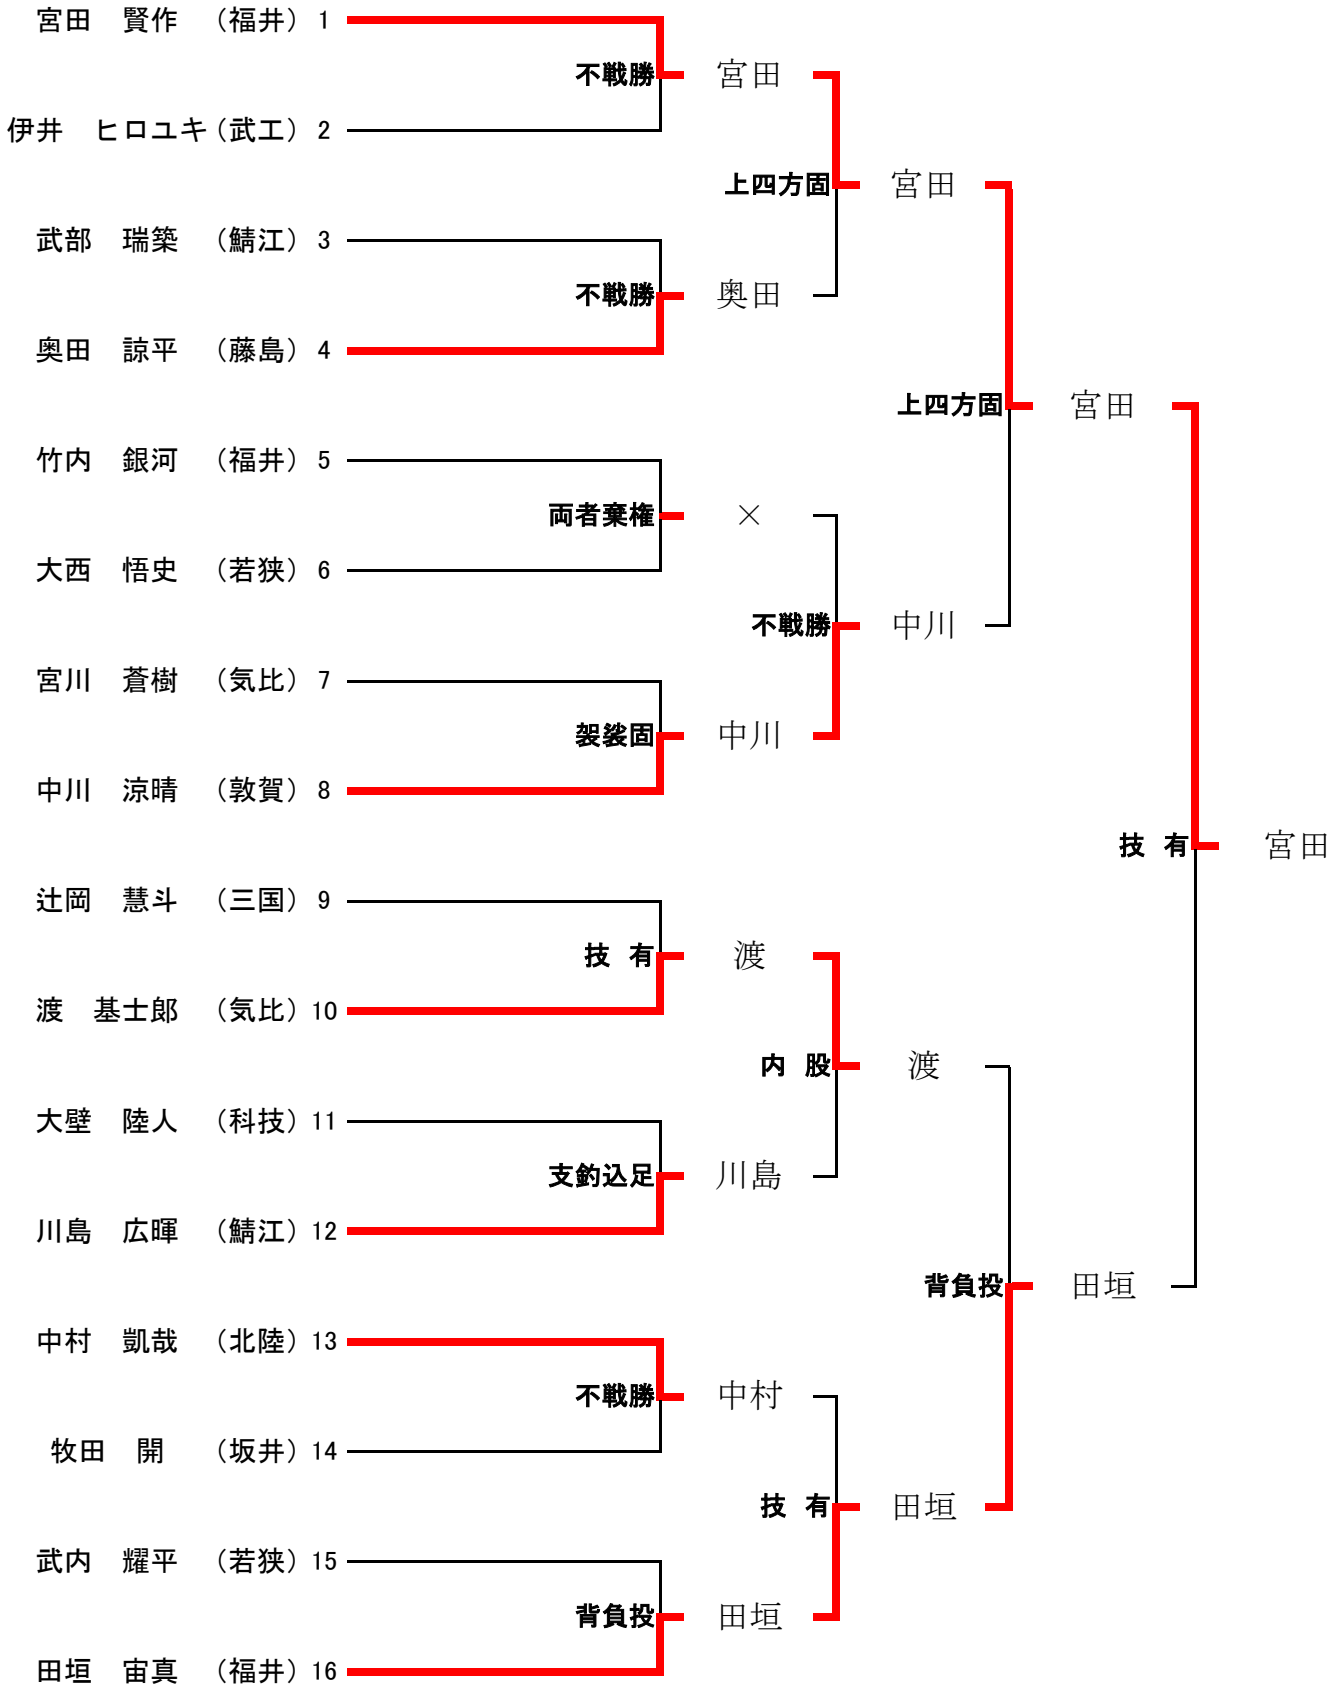 宮田　賢作　（福井） 1
不戦勝　宮田
伊井　ヒロユキ（武工） 2
上四方固　宮田
武部　瑞築　（鯖江） 3
不戦勝　奥田
奥田　諒平　（藤島） 4
上四方固　宮田
竹内　銀河　（福井） 5
両者棄権　×
大西　悟史　（若狭） 6
不戦勝　中川
宮川　蒼樹　（気比） 7
袈裟固　中川
中川　涼晴　（敦賀） 8
技 有　宮田
辻岡　慧斗　（三国） 9
技 有　渡
渡　基士郎　（気比） 10
内 股　渡
大壁　陸人　（科技） 11
支釣込足　川島
川島　広暉　（鯖江） 12
背負投　田垣
中村　凱哉　（北陸） 13
不戦勝　中村
牧田　開　（坂井） 14
技 有　田垣
武内　耀平　（若狭） 15
背負投　田垣
田垣　宙真　（福井） 16